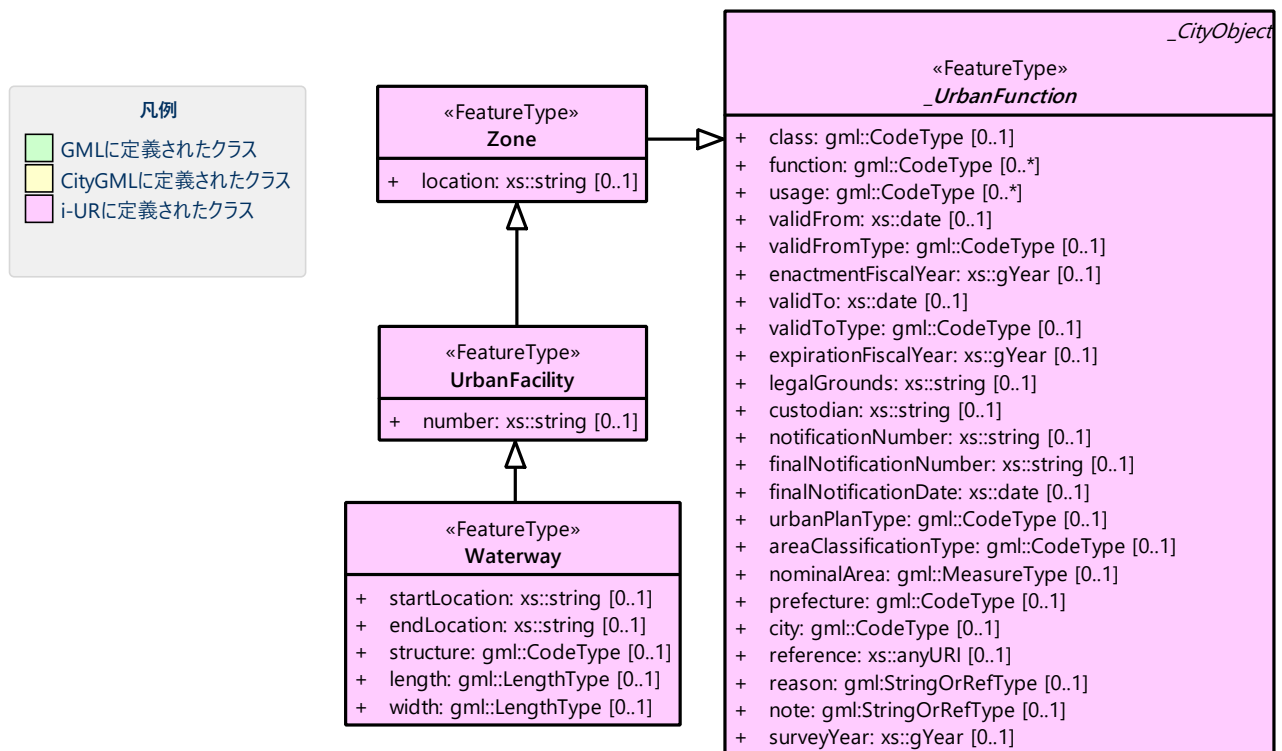 凡例
GMLに定義されたクラス
CityGMLに定義されたクラス
i-URに定義されたクラス
«FeatureType»
Zone
+ location: xs::string [0..1]
«FeatureType»
UrbanFacility
+ number: xs::string [0..1]
«FeatureType»
Waterway
+ startLocation: xs::string [0..1]
+ endLocation: xs::string [0..1]
+ structure: gml::CodeType [0..1]
+ length: gml::LengthType [0..1]
+ width: gml::LengthType [0..1]
_CityObject
«FeatureType»
_UrbanFunction
+ class: gml::CodeType [0..1]
+ function: gml::CodeType [0..*]
+ usage: gml::CodeType [0..*]
+ validFrom: xs::date [0..1]
+ validFromType: gml::CodeType [0..1]
+ enactmentFiscalYear: xs::gYear [0..1]
+ validTo: xs::date [0..1]
+ validToType: gml::CodeType [0..1]
+ expirationFiscalYear: xs::gYear [0..1]
+ legalGrounds: xs::string [0..1]
+ custodian: xs::string [0..1]
+ notificationNumber: xs::string [0..1]
+ finalNotificationNumber: xs::string [0..1]
+ finalNotificationDate: xs::date [0..1]
+ urbanPlanType: gml::CodeType [0..1]
+ areaClassificationType: gml::CodeType [0..1]
+ nominalArea: gml::MeasureType [0..1]
+ prefecture: gml::CodeType [0..1]
+ city: gml::CodeType [0..1]
+ reference: xs::anyURI [0..1]
+ reason: gml:StringOrRefType [0..1]
+ note: gml:StringOrRefType [0..1]
+ surveyYear: xs::gYear [0..1]